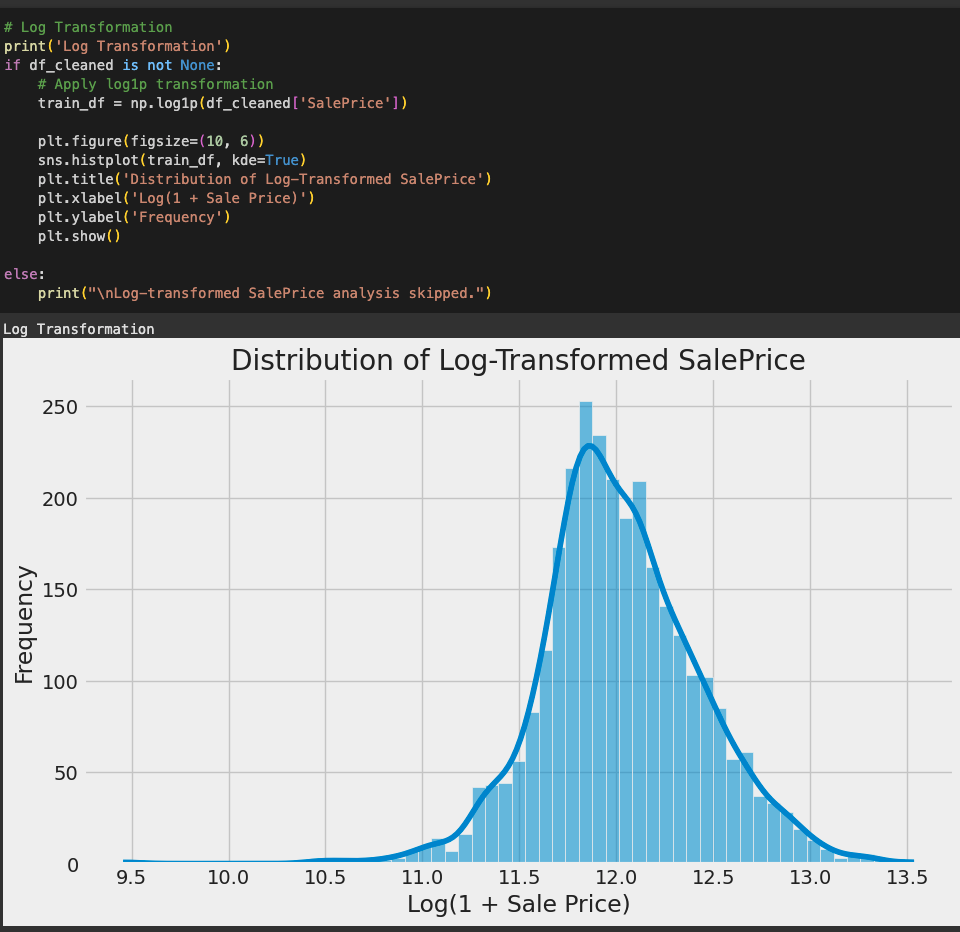 # Log Transformation
print('Log Transformation')
if df_cleaned is not None:
    # Apply log1p transformation
    train_df = np.log1p(df_cleaned['SalePrice'])
    plt.figure(figsize=(10, 6))
    sns.histplot(train_df, kde=True)
    plt.title('Distribution of Log-Transformed SalePrice')
    plt.xlabel('Log(1 + Sale Price)')
    plt.ylabel('Frequency')
    plt.show()
else:
    print("\nLog-transformed SalePrice analysis skipped.")
Log Transformation
Distribution of Log-Transformed SalePrice
Frequency
250
200
150
100
50
0
9.5 10.0 10.5 11.0 11.5 12.0 12.5 13.0 13.5
Log(1 + Sale Price)